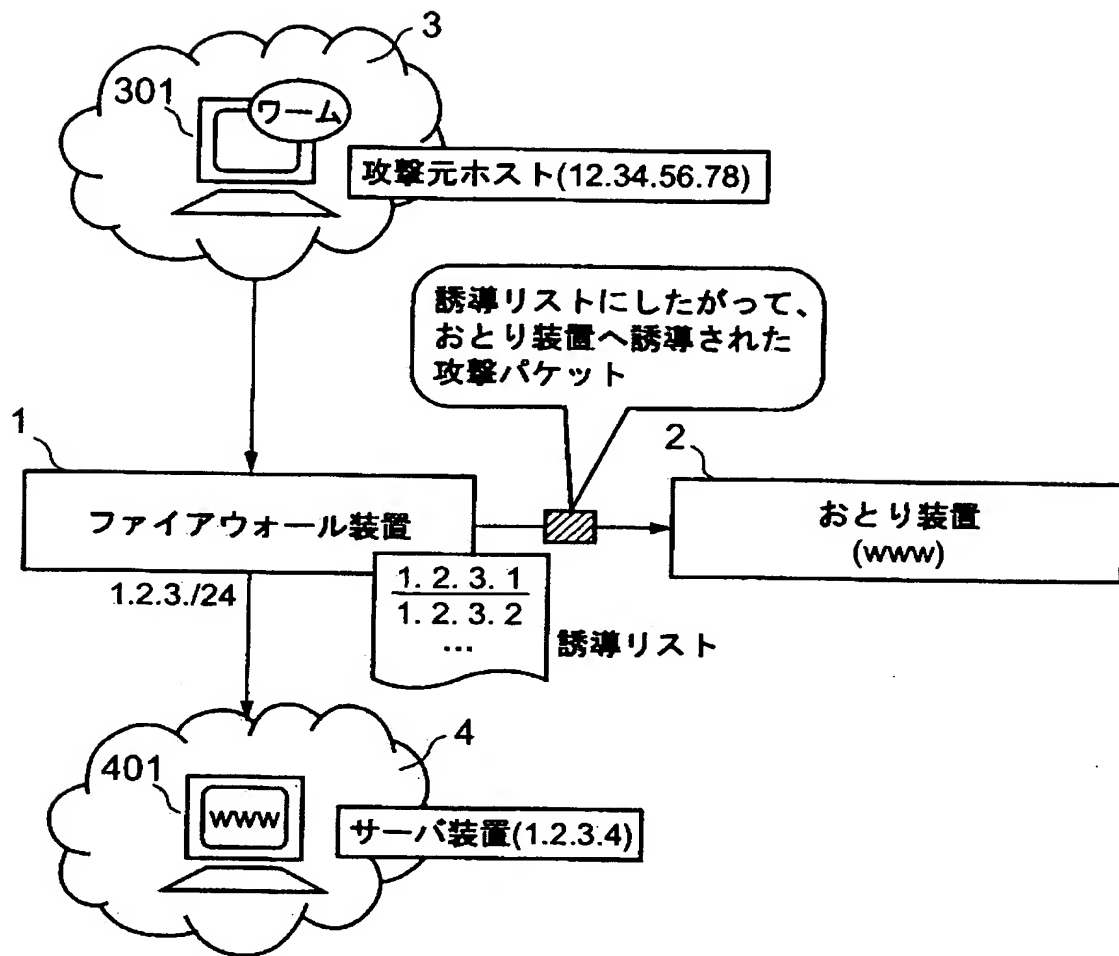 3
301
ワーム
攻撃元ホスト(12.34.56.78)
誘導リストにしたがって、
おとり装置へ誘導された
攻撃パケット
1
2
ファイアウォール装置
おとり装置
(www)
1.2.3./24
1. 2. 3. 1
1. 2. 3. 2
...
誘導リスト
4
401
www
サーバ装置(1.2.3.4)